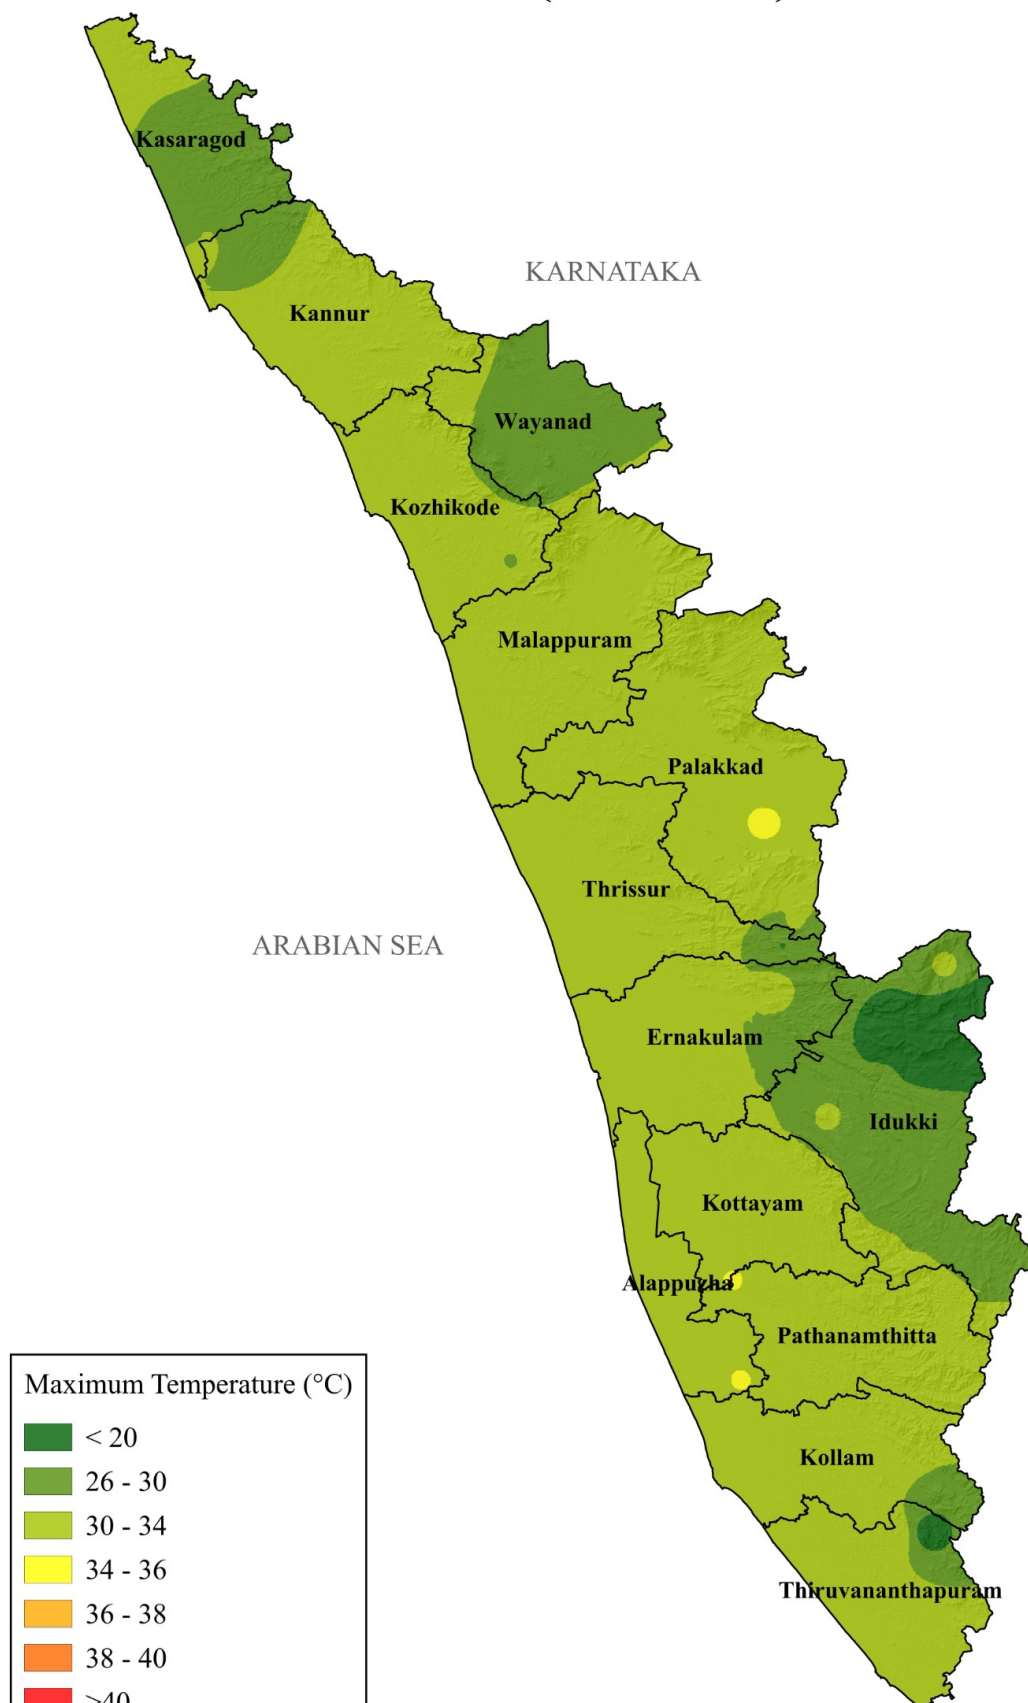 Kasaragod
KARNATAKA
Kannur
Wayanad
Kozhikode
Malappuram
Palakkad
Thrissur
ARABIAN SEA
Ernakulam
Idukki
Kottayam
Alappuzha
Pathanamthitta
Maximum Temperature (°C)
< 20
26 - 30
30 - 34
34 - 36
36 - 38
38 - 40
>40
Kollam
Thiruvananthapuram